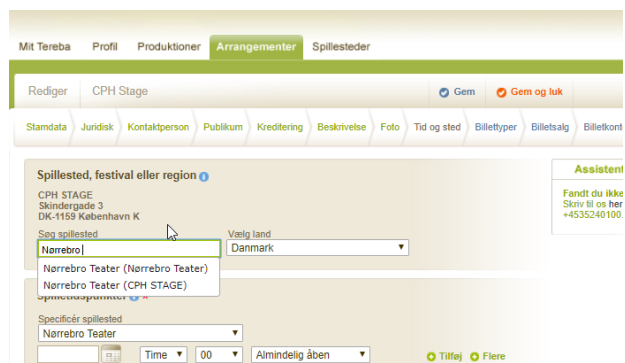 Mit Tereba Profil Produktioner Arrangementer Spillesteder
Rediger CPH Stage Gem Gem og luk
Stamdata Juridisk Kontaktperson Publikum Kreditering Beskrivelse Foto Tid og sted Billettyper Billetsalg Billetkont
Spillested, festival eller region
CPH STAGE
Skindergade 3
DK-1159 København K
Søg spillested Vælg land
Nørrebro Danmark
Nørrebro Teater (Nørrebro Teater)
Nørrebro Teater (CPH STAGE)
Spilletidspunkter *
Specificér spillested
Nørrebro Teater
Time 00 Almindelig åben Tilføj Flere
Assistent
Fandt du ikke
Skriv til os her
+4535240100.